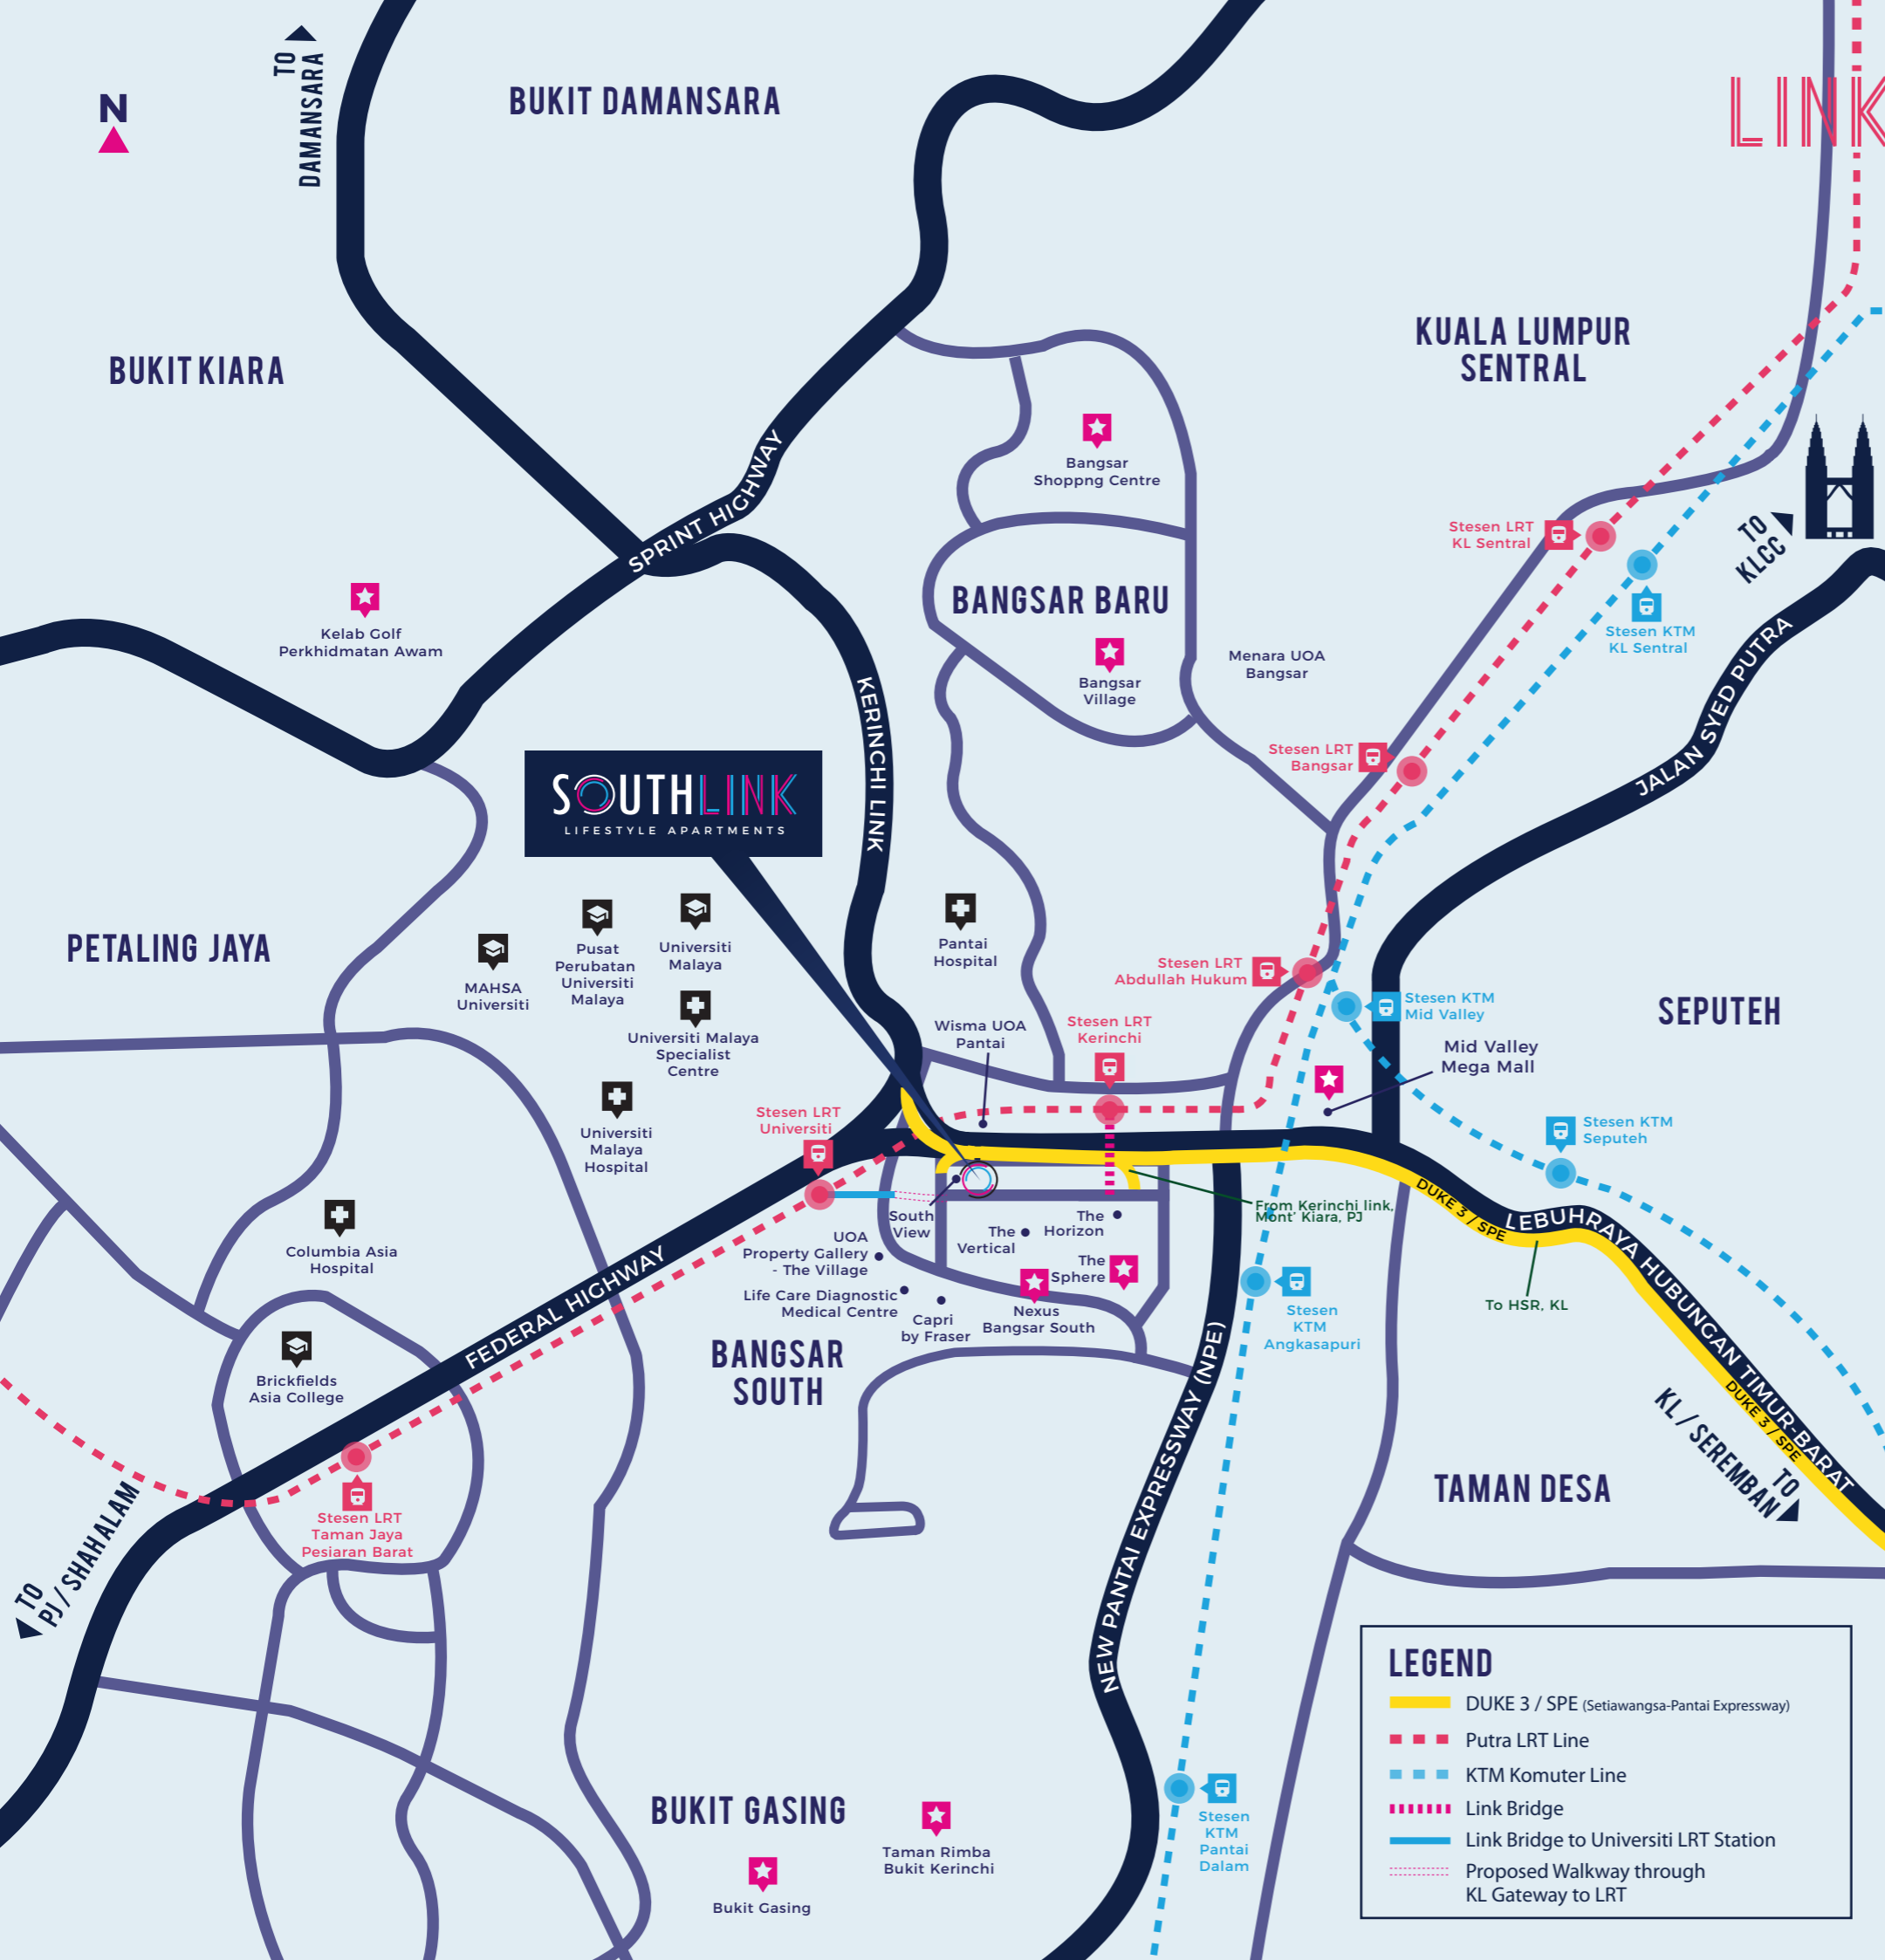 TO
DAMANSARA
N
BUKIT DAMANSARA
LINK
BUKIT KIARA
KUALA LUMPUR
SENTRAL
SPRINT HIGHWAY
Bangsar
Shoppng Centre
Stesen LRT
KL Sentral
TO
KLCC
Kelab Golf
Perkhidmatan Awam
BANGSAR BARU
Stesen KTM
KL Sentral
Bangsar
Village
Menara UOA
Bangsar
JALAN SYED PUTRA
KERINCHI LINK
Stesen LRT
Bangsar
SOUTHLINK
LIFESTYLE APARTMENTS
PETALING JAYA
MAHSA
Universiti
Pusat
Perubatan
Universiti
Malaya
Universiti
Malaya
Pantai
Hospital
Stesen LRT
Abdullah Hukum
Stesen KTM
Mid Valley
SEPUTEH
Universiti Malaya
Specialist
Centre
Wisma UOA
Pantai
Stesen LRT
Kerinchi
Mid Valley
Mega Mall
Universiti
Malaya
Hospital
Stesen LRT
Universiti
Stesen KTM
Seputeh
From Kerinchi link,
Mont' Kiara, PJ
DUKE 3 / SPE
LEBUHRAYA HUBUNGAN TIMUR-BARAT
DUKE 3 / SPE
South
View
The
Vertical
The
Horizon
The
Sphere
UOA
Property Gallery
- The Village
Life Care Diagnostic
Medical Centre
Capri
by Fraser
Nexus
Bangsar South
Columbia Asia
Hospital
FEDERAL HIGHWAY
Stesen
KTM
Angkasapuri
To HSR, KL
BANGSAR
SOUTH
Brickfields
Asia College
NEW PANTAI EXPRESSWAY (NPE)
TO
KL / SEREMBAN
TAMAN DESA
Stesen LRT
Taman Jaya
Pesiaran Barat
TO
PJ / SHAHALAM
BUKIT GASING
Taman Rimba
Bukit Kerinchi
Bukit Gasing
Stesen
KTM
Pantai
Dalam
LEGEND
DUKE 3 / SPE (Setiawangsa-Pantai Expressway)
Putra LRT Line
KTM Komuter Line
Link Bridge
Link Bridge to Universiti LRT Station
Proposed Walkway through
KL Gateway to LRT